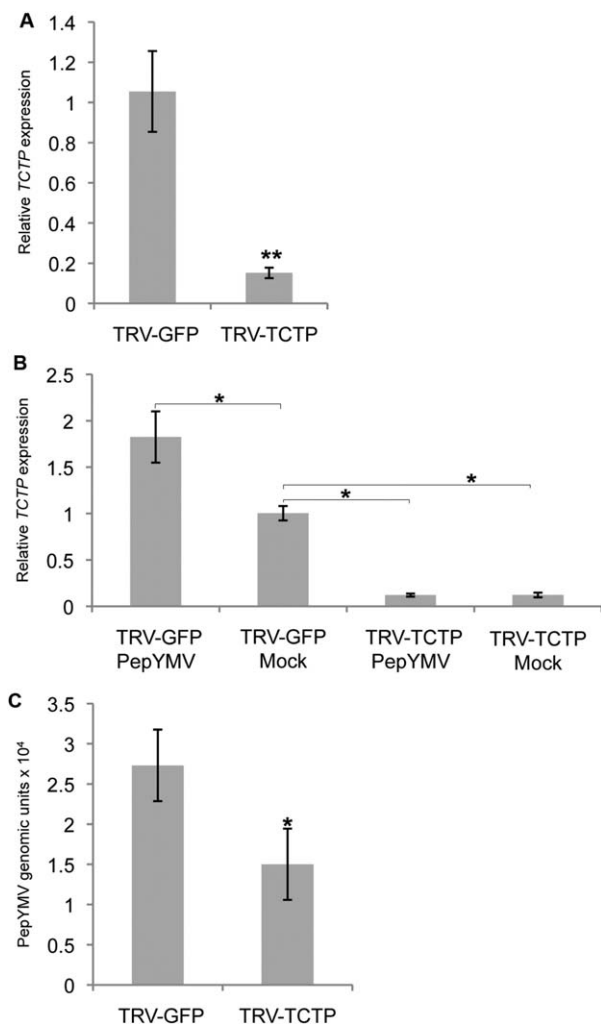 A
Relative TCTP expression
1.4
1.2
1
0.8
0.6
0.4
0.2
0
**
TRV-GFP TRV-TCTP
B
Relative TCTP expression
2.5
2
1.5
1
0.5
0
*
*
*
TRV-GFP TRV-GFP TRV-TCTP TRV-TCTP
PepYMV Mock PepYMV Mock
C
PepYMV genomic units x 10⁴
3.5
3
2.5
2
1.5
1
0.5
0
*
TRV-GFP TRV-TCTP